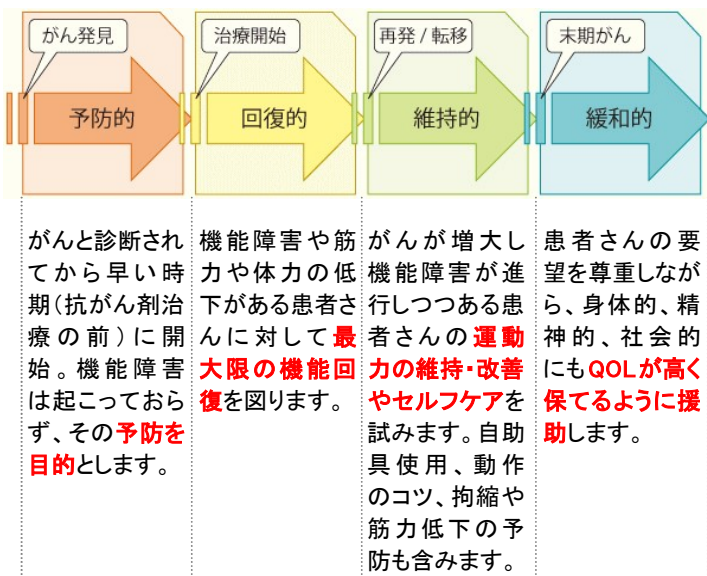 がん発見
予防的
がんと診断され
てから早い時
期(抗がん剤治
療の前)に開
始。機能障害
は起こっておら
ず、その予防を
目的とします。
治療開始
回復的
機能障害や筋
力や体力の低
下がある患者さ
んに対して最
大限の機能回
復を図ります。
再発 / 転移
維持的
がんが増大し
機能障害が進
行しつつある患
者さんの運動
力の維持・改善
やセルフケアを
試みます。自助
具使用、動作
のコツ、拘縮や
筋力低下の予
防も含みます。
末期がん
緩和的
患者さんの要
望を尊重しなが
ら、身体的、精
神的、社会的
にもQOLが高く
保てるように援
助します。